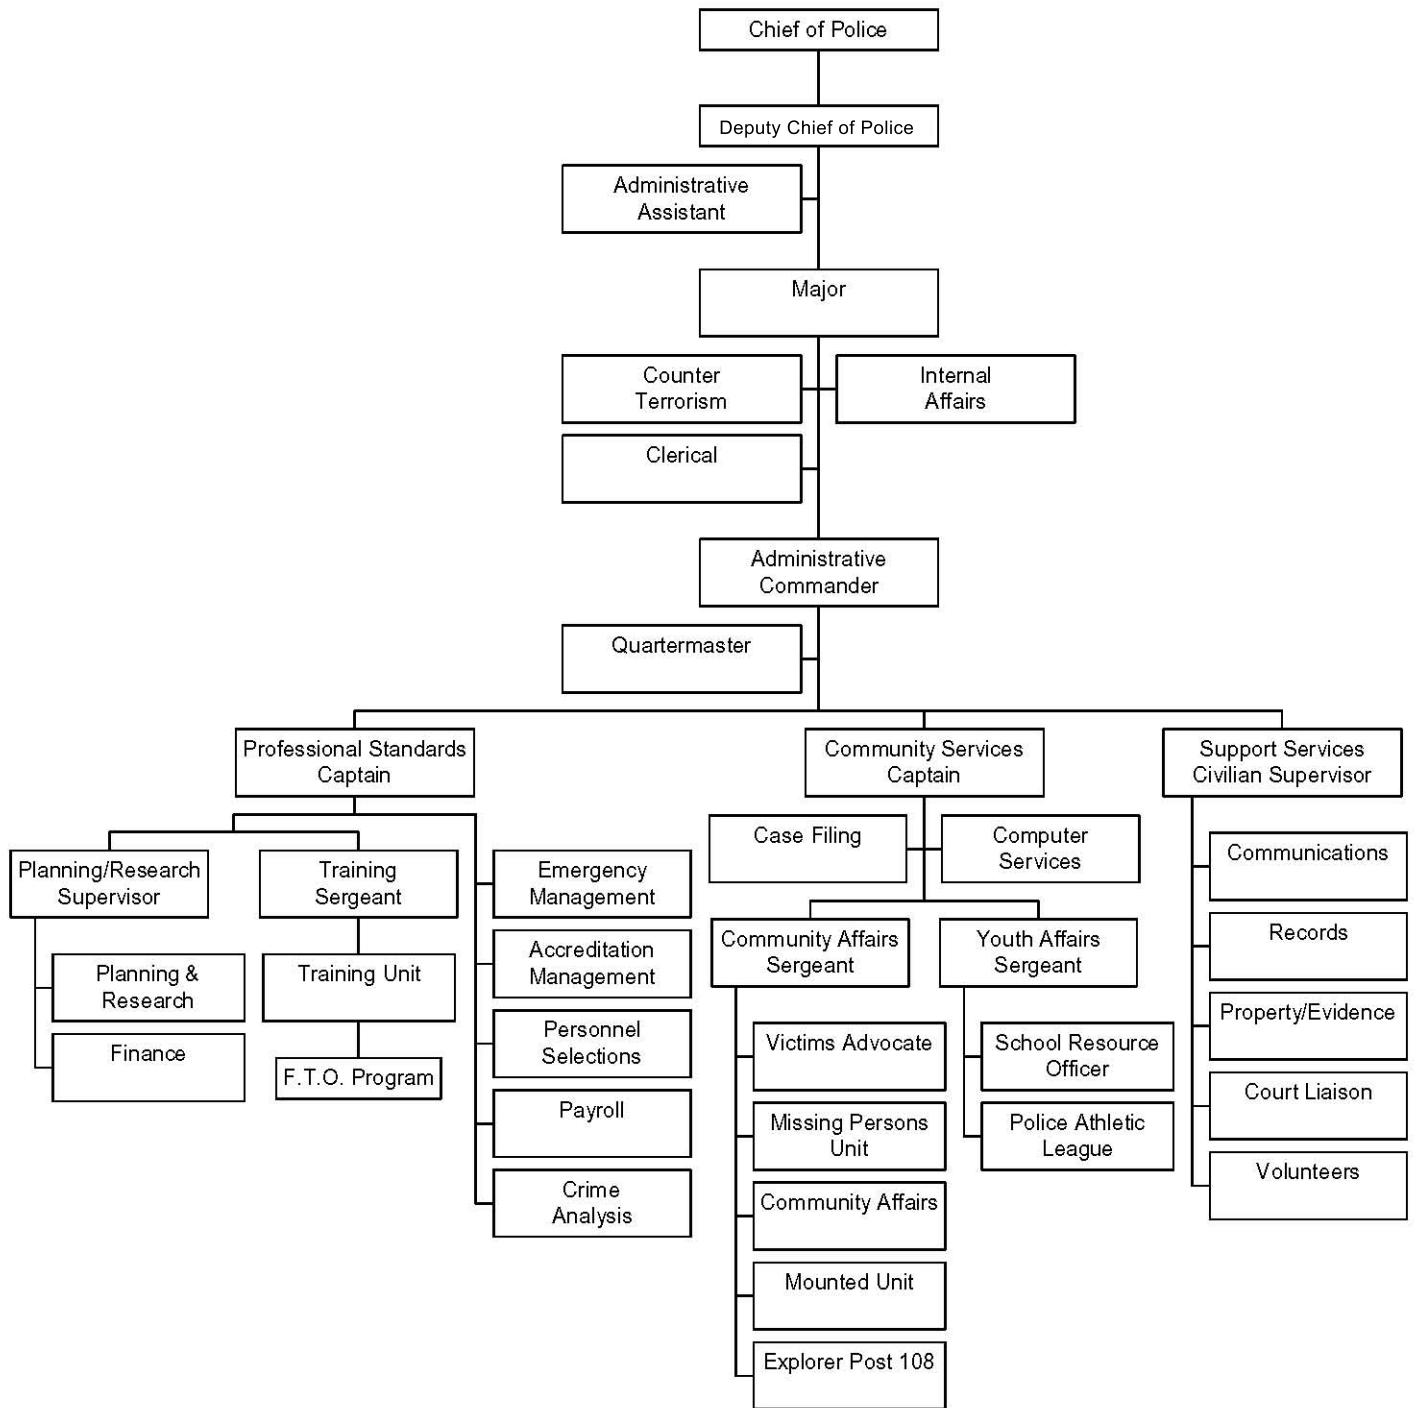 Chief of Police
Deputy Chief of Police
Administrative
Assistant
Major
Counter
Terrorism
Internal
Affairs
Clerical
Administrative
Commander
Quartermaster
Professional Standards
Captain
Community Services
Captain
Support Services
Civilian Supervisor
Planning/Research
Supervisor
Training
Sergeant
Planning &
Research
Finance
Training Unit
F.T.O. Program
Emergency
Management
Accreditation
Management
Personnel
Selections
Payroll
Crime
Analysis
Case Filing
Computer
Services
Community Affairs
Sergeant
Youth Affairs
Sergeant
Victims Advocate
Missing Persons
Unit
Community Affairs
Mounted Unit
Explorer Post 108
School Resource
Officer
Police Athletic
League
Communications
Records
Property/Evidence
Court Liaison
Volunteers